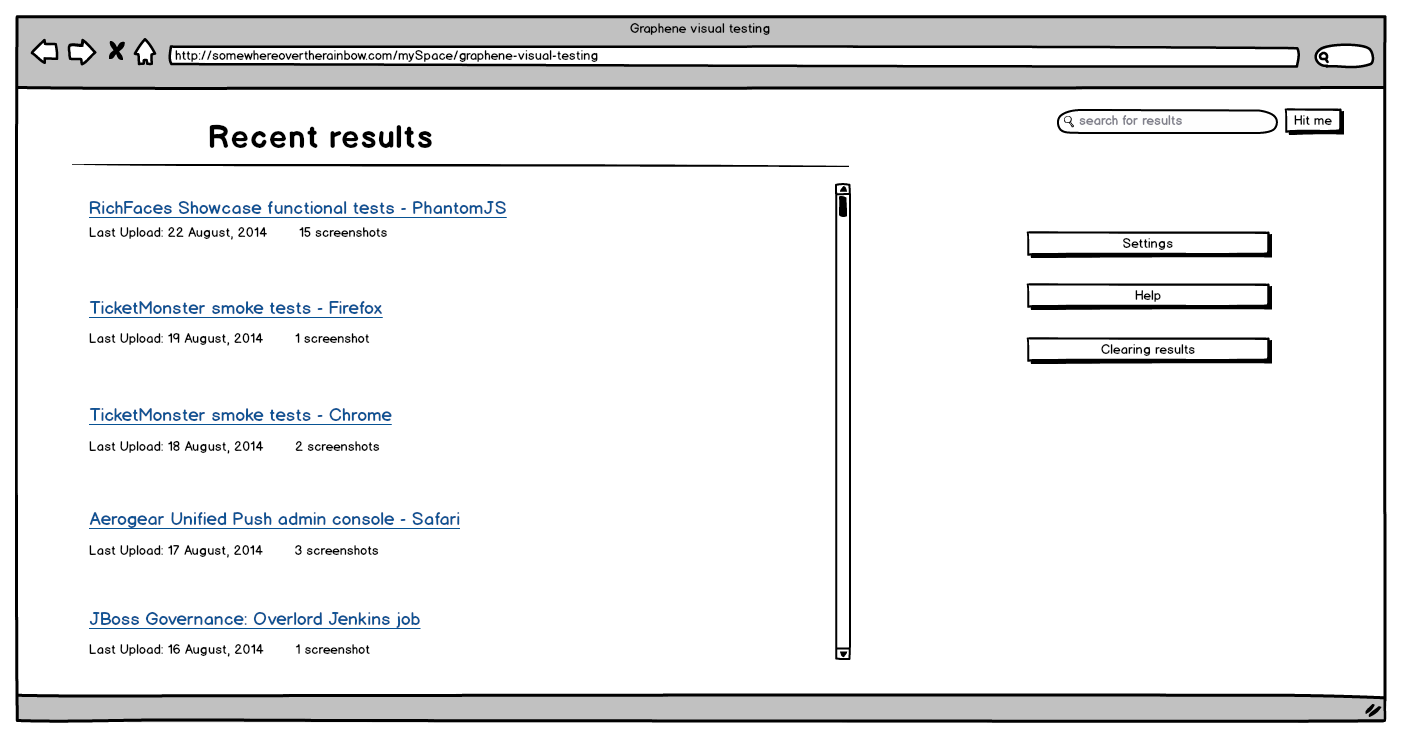 Graphene visual testing
http://somewhereovertherainbow.com/mySpace/graphene-visual-testing
search for results
Hit me
Recent results
RichFaces Showcase functional tests - PhantomJS
Last Upload: 22 August, 2014 15 screenshots
TicketMonster smoke tests - Firefox
Last Upload: 19 August, 2014 1 screenshot
TicketMonster smoke tests - Chrome
Last Upload: 18 August, 2014 2 screenshots
Aerogear Unified Push admin console - Safari
Last Upload: 17 August, 2014 3 screenshots
JBoss Governance: Overlord Jenkins job
Last Upload: 16 August, 2014 1 screenshot
Settings
Help
Clearing results